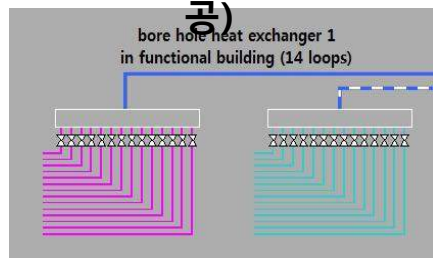 공)
bore hole heat exchanger 1
in functional building (14 loops)